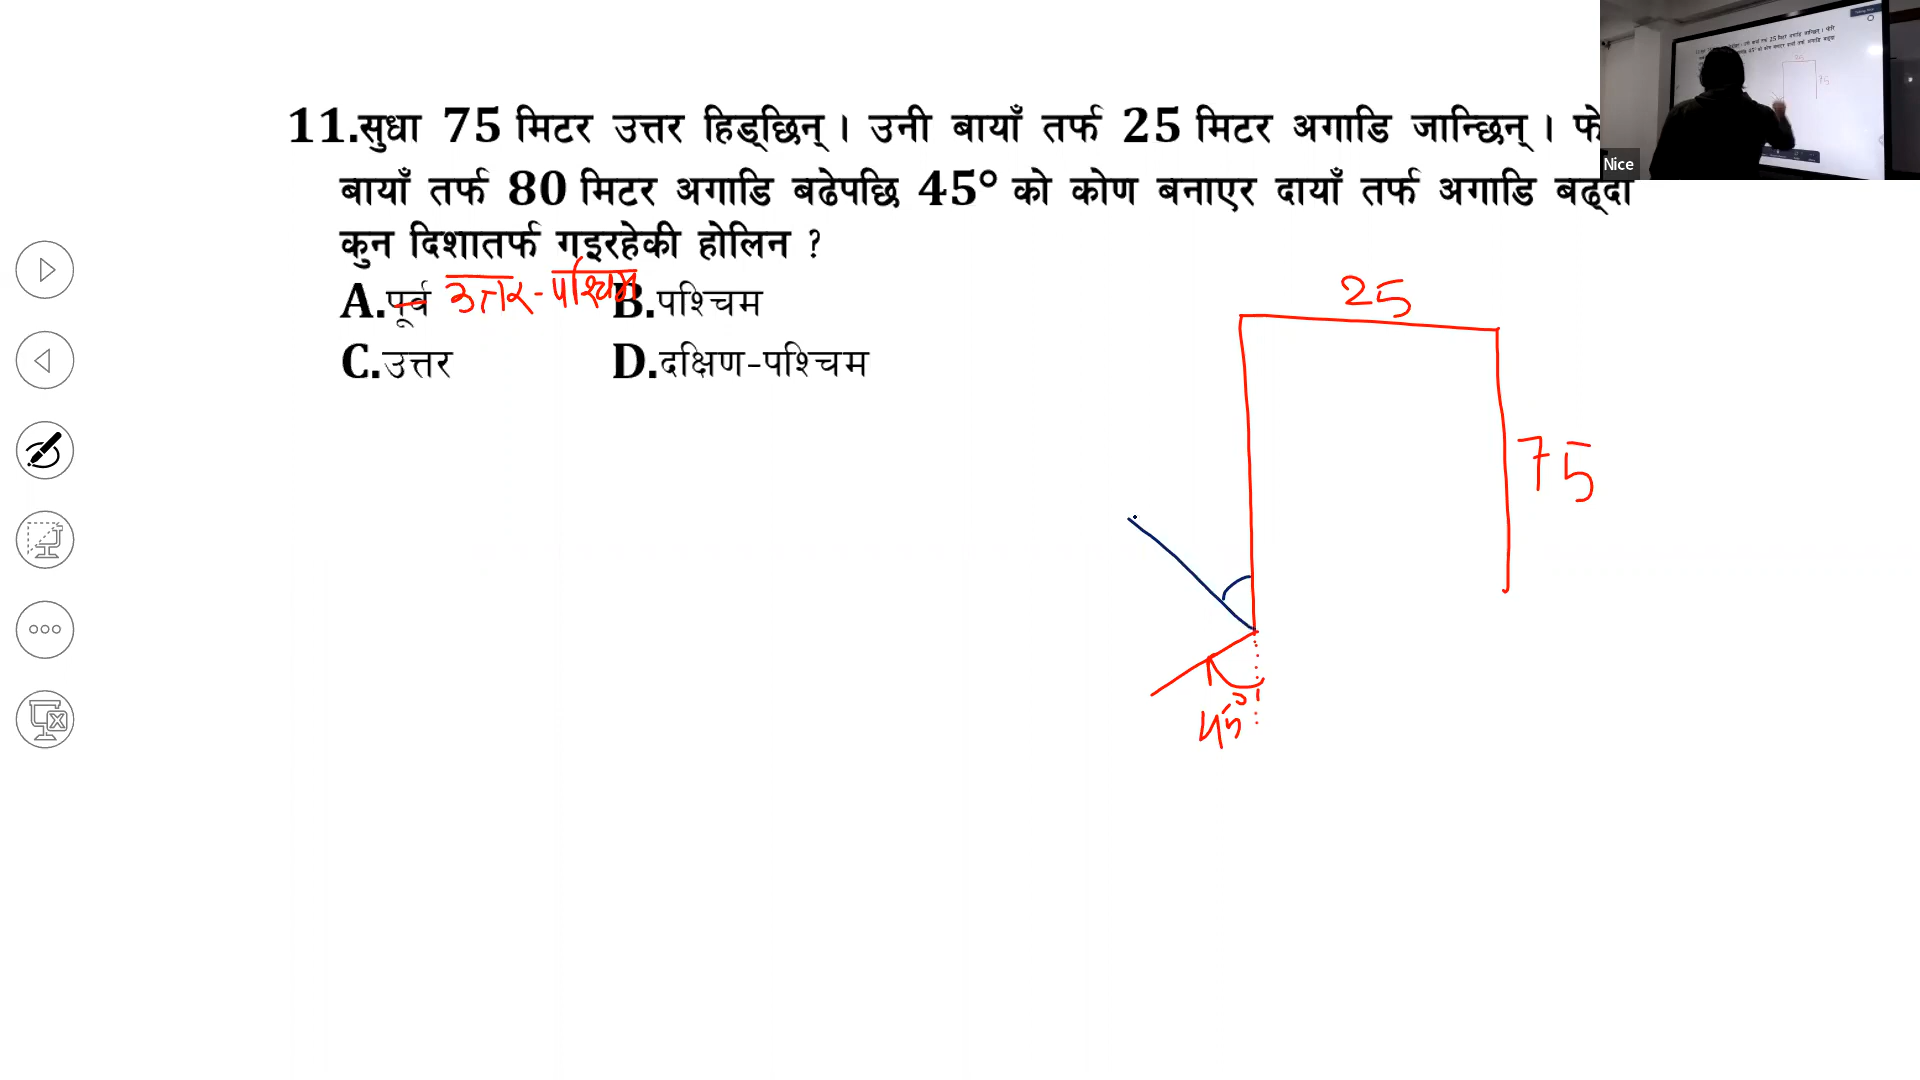 11.सुधा 75 मिटर उत्तर हिड्छिन् । उनी बायाँ तर्फ 25 मिटर अगाडि जान्छिन् । फे
बायाँ तर्फ 80 मिटर अगाडि बढेपछि 45° को कोण बनाएर दायाँ तर्फ अगाडि बढ्दा
कुन दिशातर्फ गइरहेकी होलिन ?
A.पूर्व उत्तर-पश्चिम B.पश्चिम
C.उत्तर D.दक्षिण-पश्चिम
25
75
45°
Nice